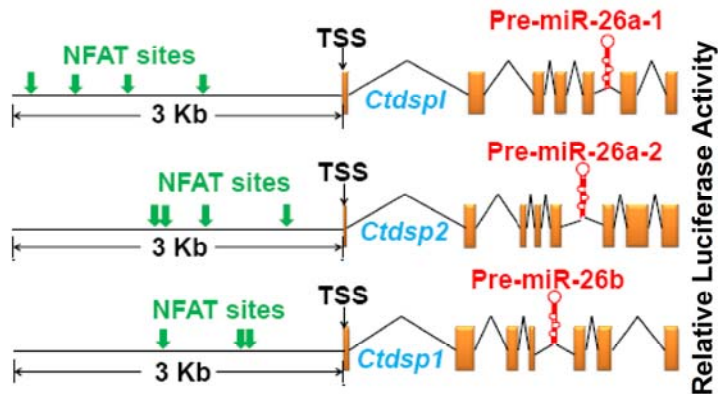 Pre-miR-26a-1
NFAT sites
TSS
Ctdspl
3 Kb
Pre-miR-26a-2
NFAT sites
TSS
Ctdsp2
3 Kb
Pre-miR-26b
NFAT sites
TSS
Ctdsp1
3 Kb
Relative Luciferase Activity